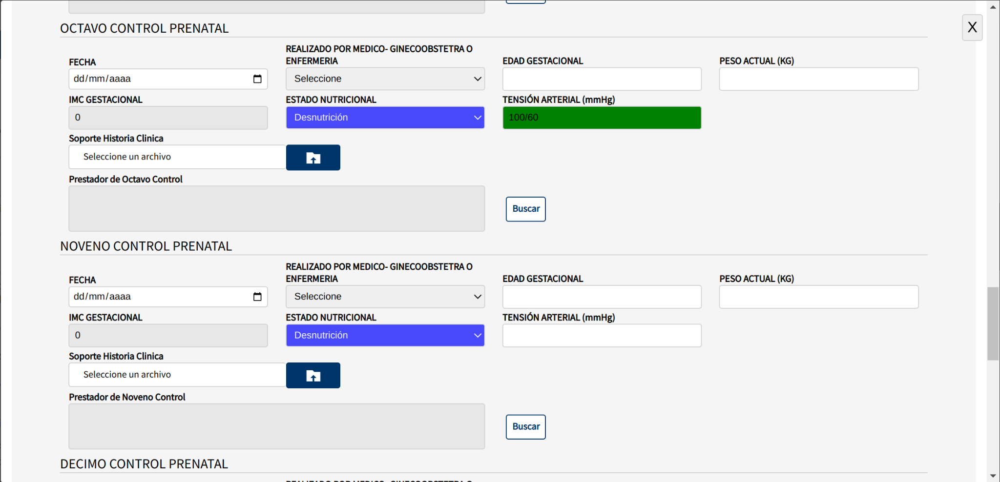 OCTAVO CONTROL PRENATAL
X
FECHA
REALIZADO POR MEDICO- GINECOOBSTETRA O
ENFERMERIA
EDAD GESTACIONAL
PESO ACTUAL (KG)
dd/mm/aaaa
Seleccione
IMC GESTACIONAL
ESTADO NUTRICIONAL
TENSIÓN ARTERIAL (mmHg)
0
Desnutrición
100/60
Soporte Historia Clinica
Seleccione un archivo
Prestador de Octavo Control
Buscar
NOVENO CONTROL PRENATAL
FECHA
REALIZADO POR MEDICO- GINECOOBSTETRA O
ENFERMERIA
EDAD GESTACIONAL
PESO ACTUAL (KG)
dd/mm/aaaa
Seleccione
IMC GESTACIONAL
ESTADO NUTRICIONAL
TENSIÓN ARTERIAL (mmHg)
0
Desnutrición
Soporte Historia Clinica
Seleccione un archivo
Prestador de Noveno Control
Buscar
DECIMO CONTROL PRENATAL
REALIZADO POR MEDICO- GINECOOBSTETRA O